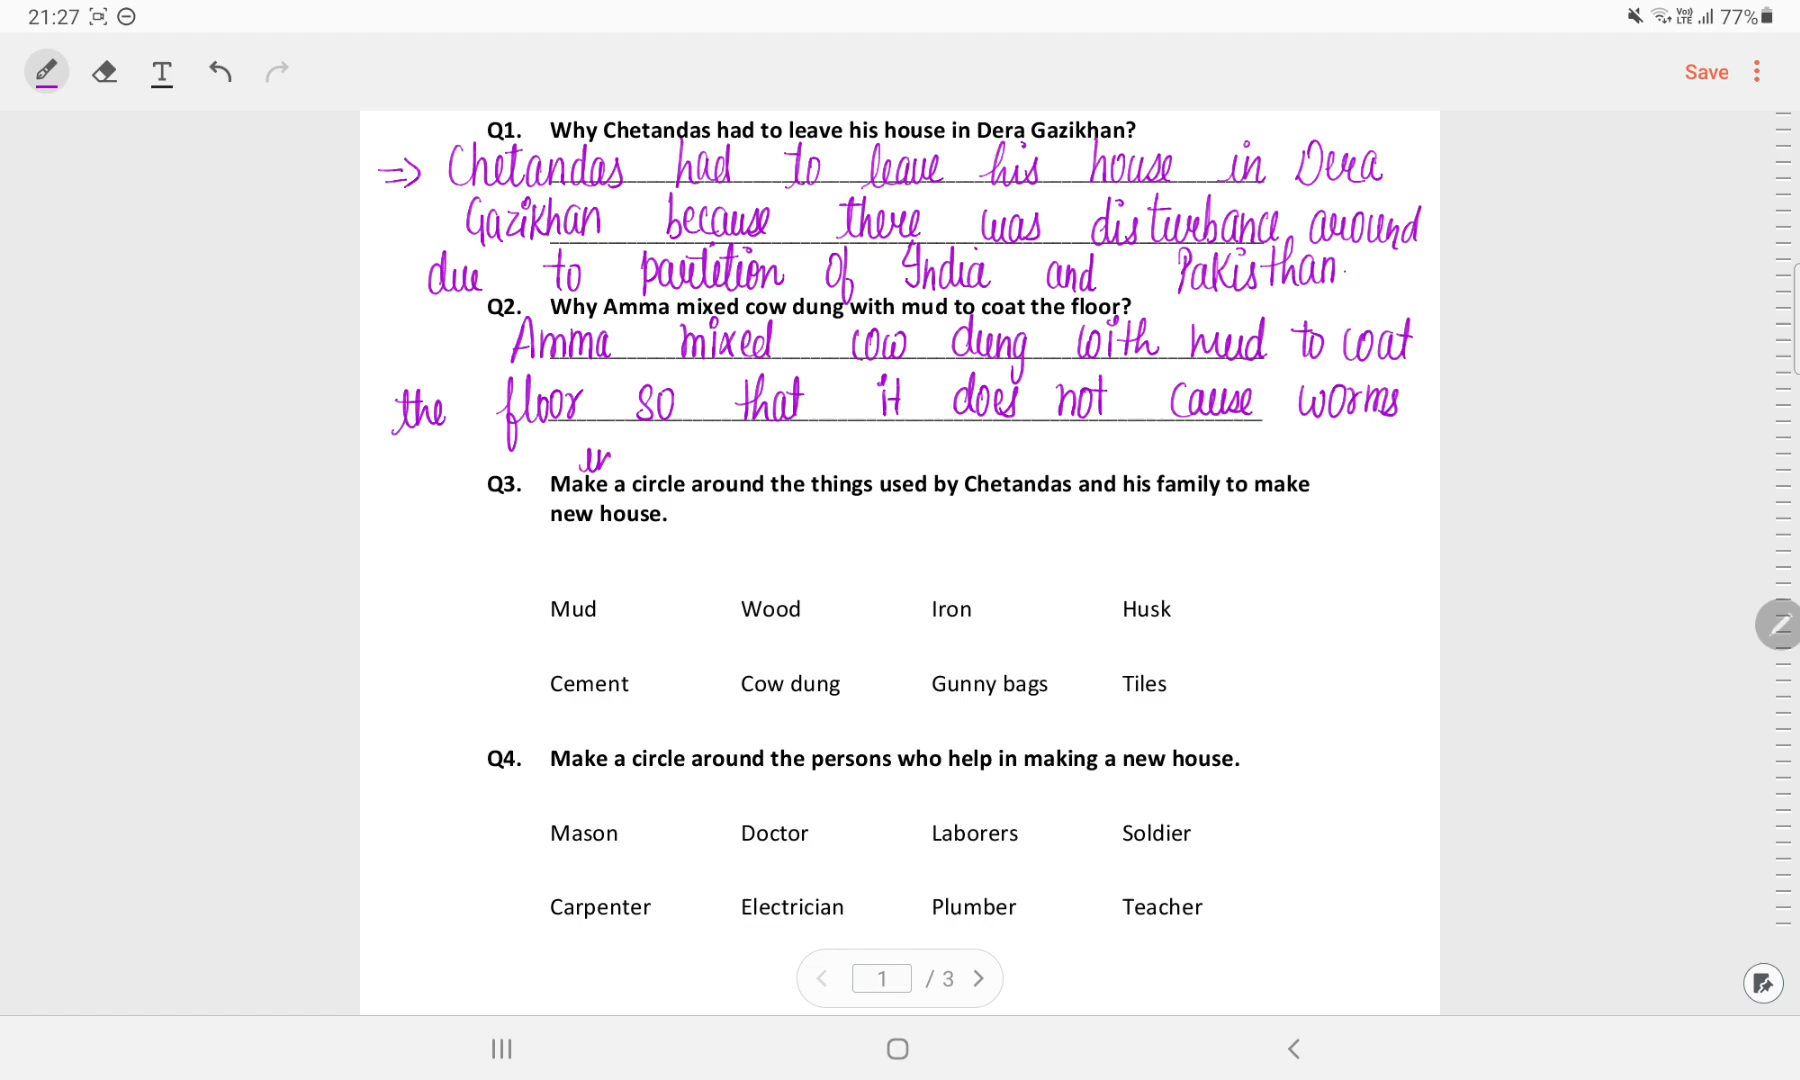 21:27
Vo))
LTE
77%
T
Save
Q1. Why Chetandas had to leave his house in Dera Gazikhan?
=> Chetandas had to leave his house in Dera
Gazikhan because there was disturbance around
due to partition of India and Pakisthan.
Q2. Why Amma mixed cow dung with mud to coat the floor?
Amma mixed cow dung with mud to coat
the floor so that it does not cause worms
Q3. Make a circle around the things used by Chetandas and his family to make
new house.
Mud Wood Iron Husk
Cement Cow dung Gunny bags Tiles
Q4. Make a circle around the persons who help in making a new house.
Mason Doctor Laborers Soldier
Carpenter Electrician Plumber Teacher
1 / 3